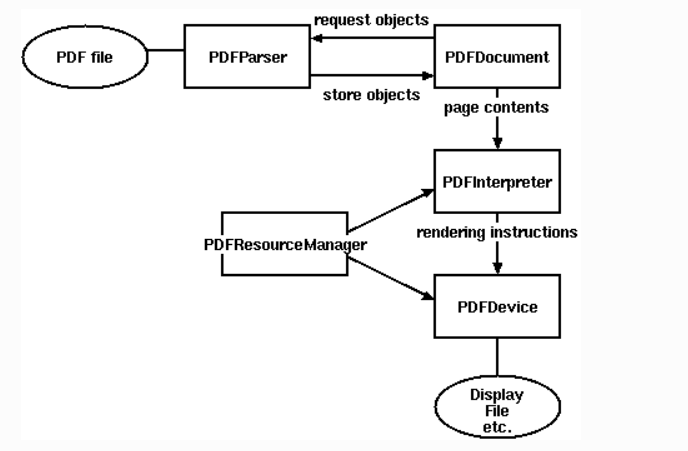 request objects
PDF file
PDFParser
PDFDocument
store objects
page contents
PDFInterpreter
rendering instructions
PDFResourceManager
PDFDevice
Display
File
etc.